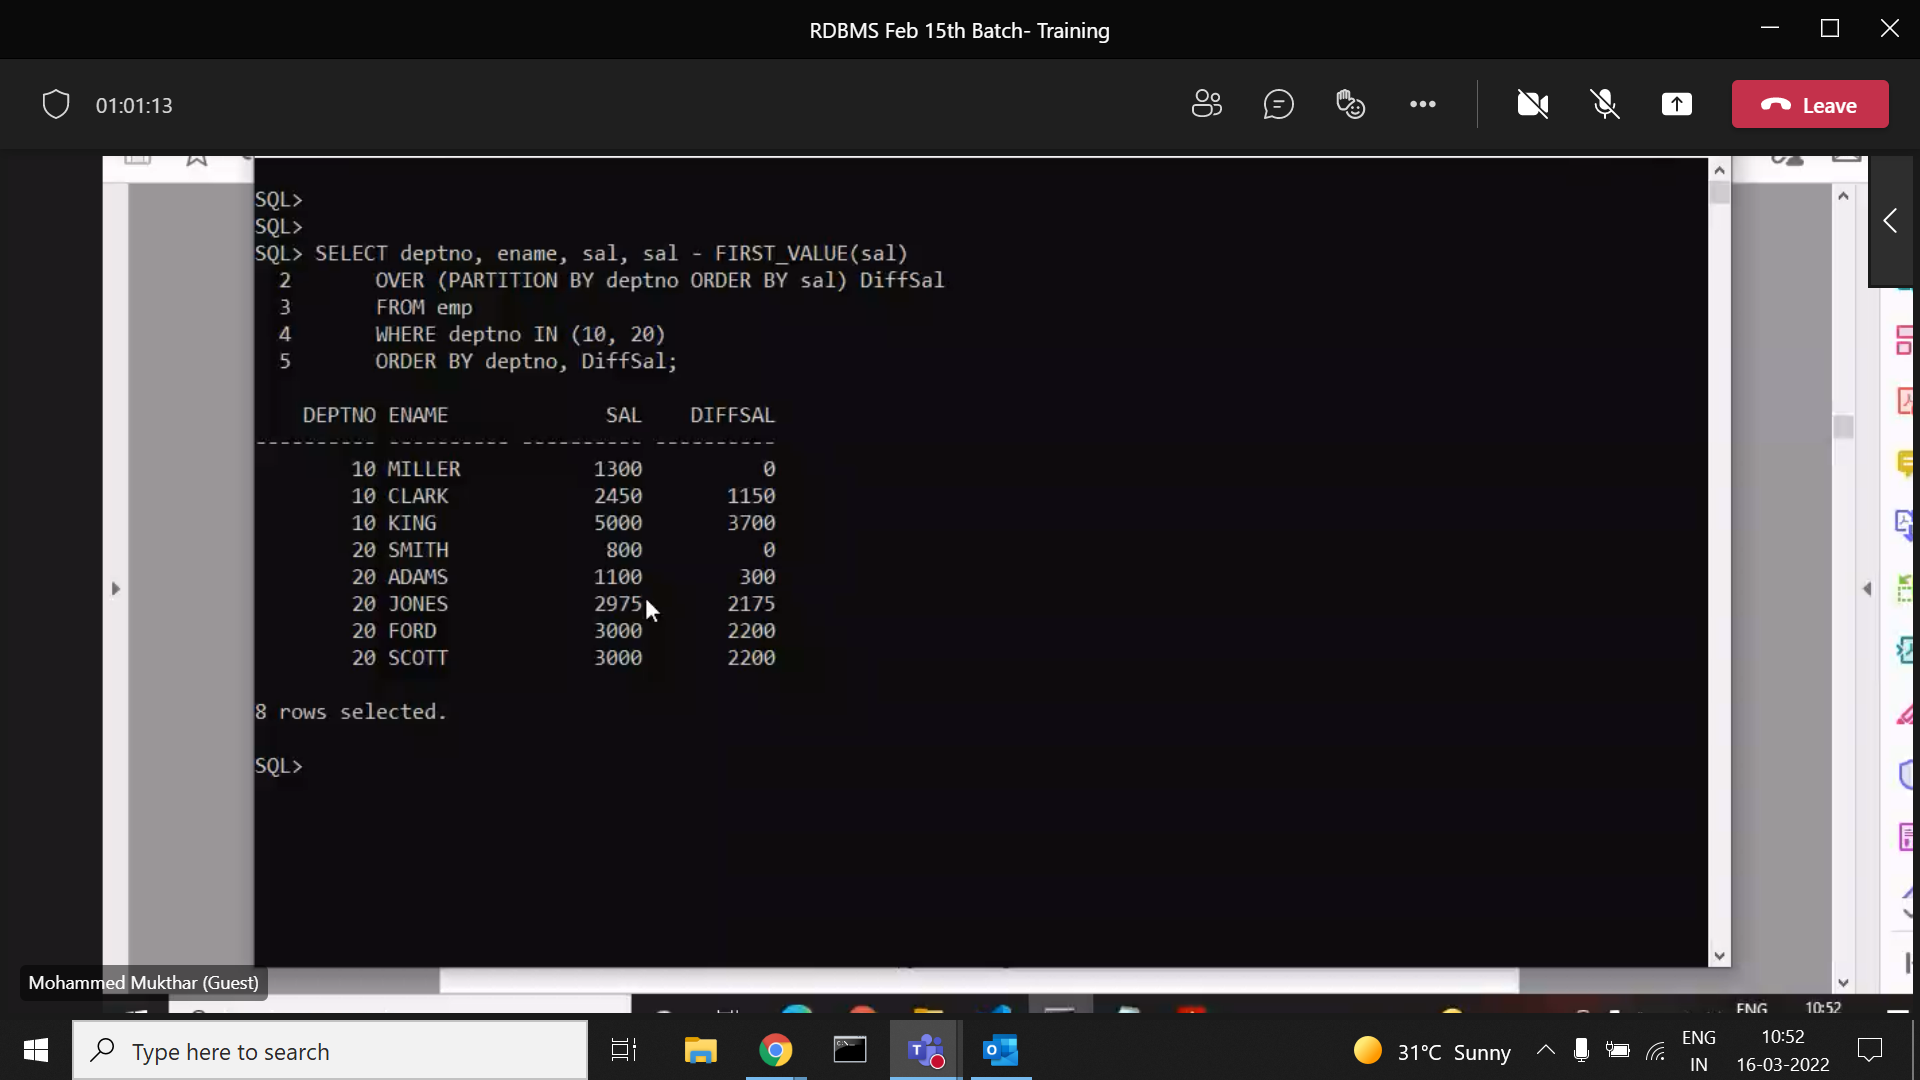 RDBMS Feb 15th Batch- Training
01:01:13
Leave
SQL>
SQL>
SQL> SELECT deptno, ename, sal, sal - FIRST_VALUE(sal)
2 OVER (PARTITION BY deptno ORDER BY sal) DiffSal
3 FROM emp
4 WHERE deptno IN (10, 20)
5 ORDER BY deptno, DiffSal;
DEPTNO ENAME SAL DIFFSAL
---------- ---------- ---------- ----------
10 MILLER 1300 0
10 CLARK 2450 1150
10 KING 5000 3700
20 SMITH 800 0
20 ADAMS 1100 300
20 JONES 2975 2175
20 FORD 3000 2200
20 SCOTT 3000 2200
8 rows selected.
SQL>
Mohammed Mukthar (Guest)
ENG 10:52
Type here to search
31°C Sunny
ENG
IN
10:52
16-03-2022